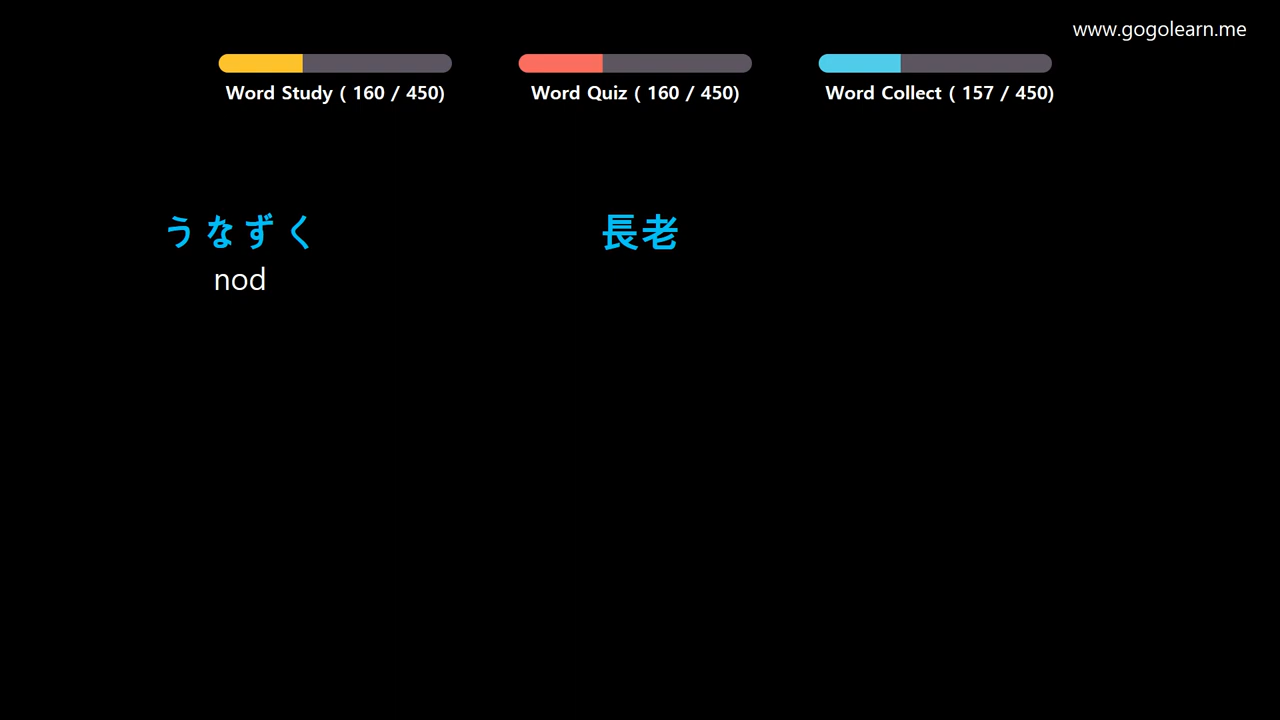 www.gogolearn.me
Word Study ( 160 / 450)
Word Quiz ( 160 / 450)
Word Collect ( 157 / 450)
うなずく
nod
長老